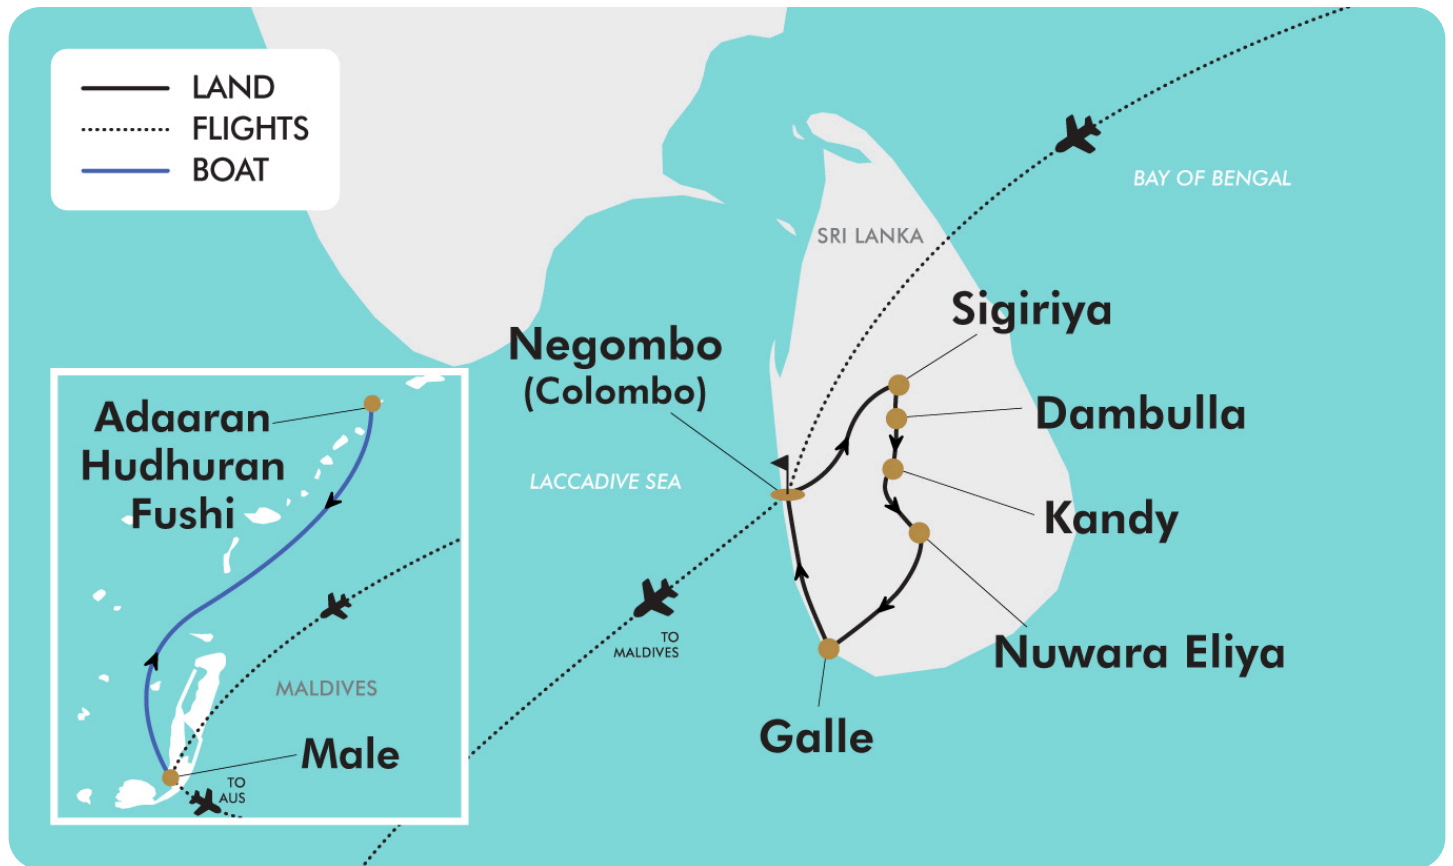 LAND
FLIGHTS
BOAT
BAY OF BENGAL
SRI LANKA
Sigiriya
Negombo
(Colombo)
Dambulla
LACCADIVE SEA
Kandy
TO
MALDIVES
Nuwara Eliya
Galle
Adaaran
Hudhuran
Fushi
MALDIVES
Male
TO
AUS